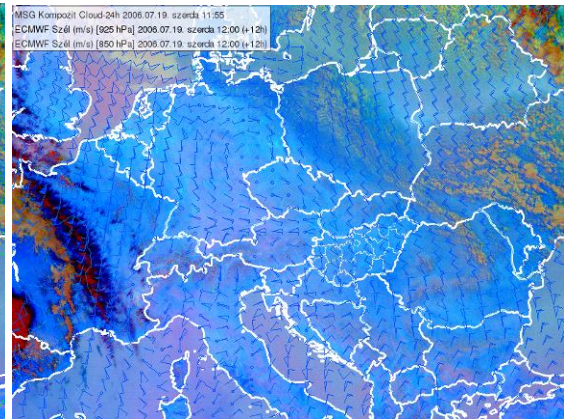 MSG Kompozit Cloud-24h 2006.07.19. szerda 11:55
ECMWF Szél (m/s) [925 hPa] 2006.07.19. szerda 12:00 (+12h)
ECMWF Szél (m/s) [850 hPa] 2006.07.19. szerda 12:00 (+12h)